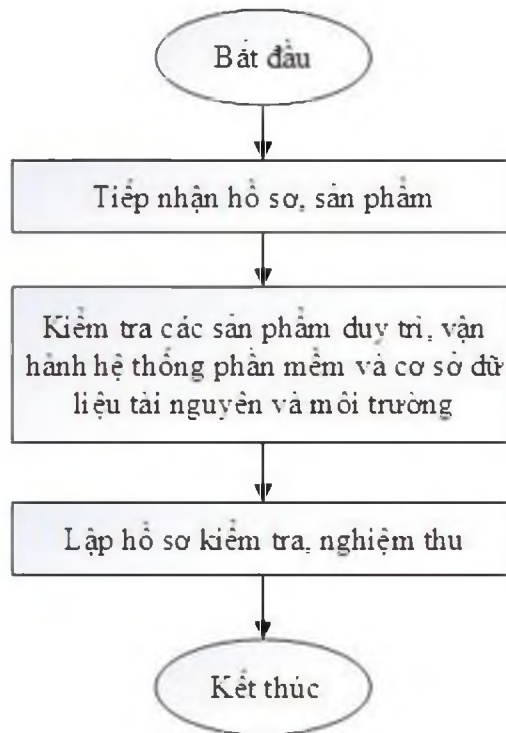 Bắt đầu
Tiếp nhận hồ sơ, sản phẩm
Kiểm tra các sản phẩm duy trì, vận
hành hệ thống phần mềm và cơ sở dữ
liệu tài nguyên và môi trường
Lập hồ sơ kiểm tra, nghiệm thu
Kết thúc